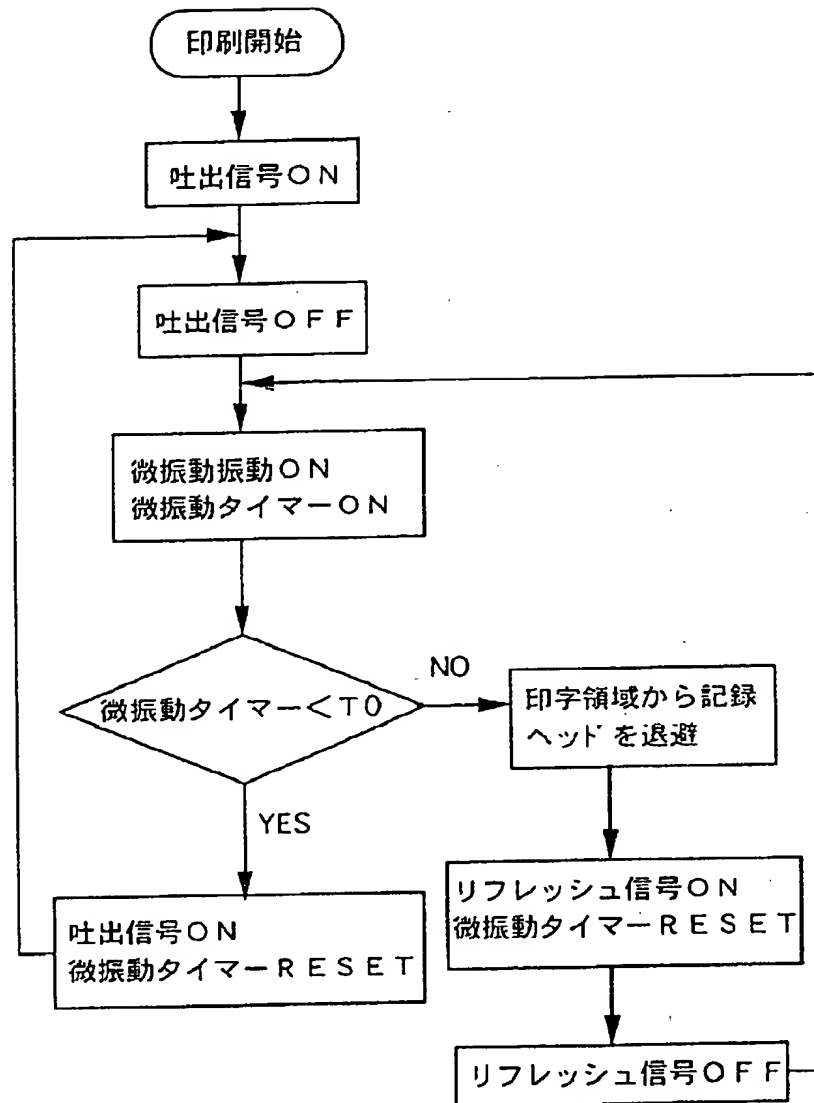 印刷開始
吐出信号ON
吐出信号OFF
微振動振動ON
微振動タイマーON
微振動タイマー<T0
NO
印字領域から記録
ヘッドを退避
YES
吐出信号ON
微振動タイマーRESET
リフレッシュ信号ON
微振動タイマーRESET
リフレッシュ信号OFF